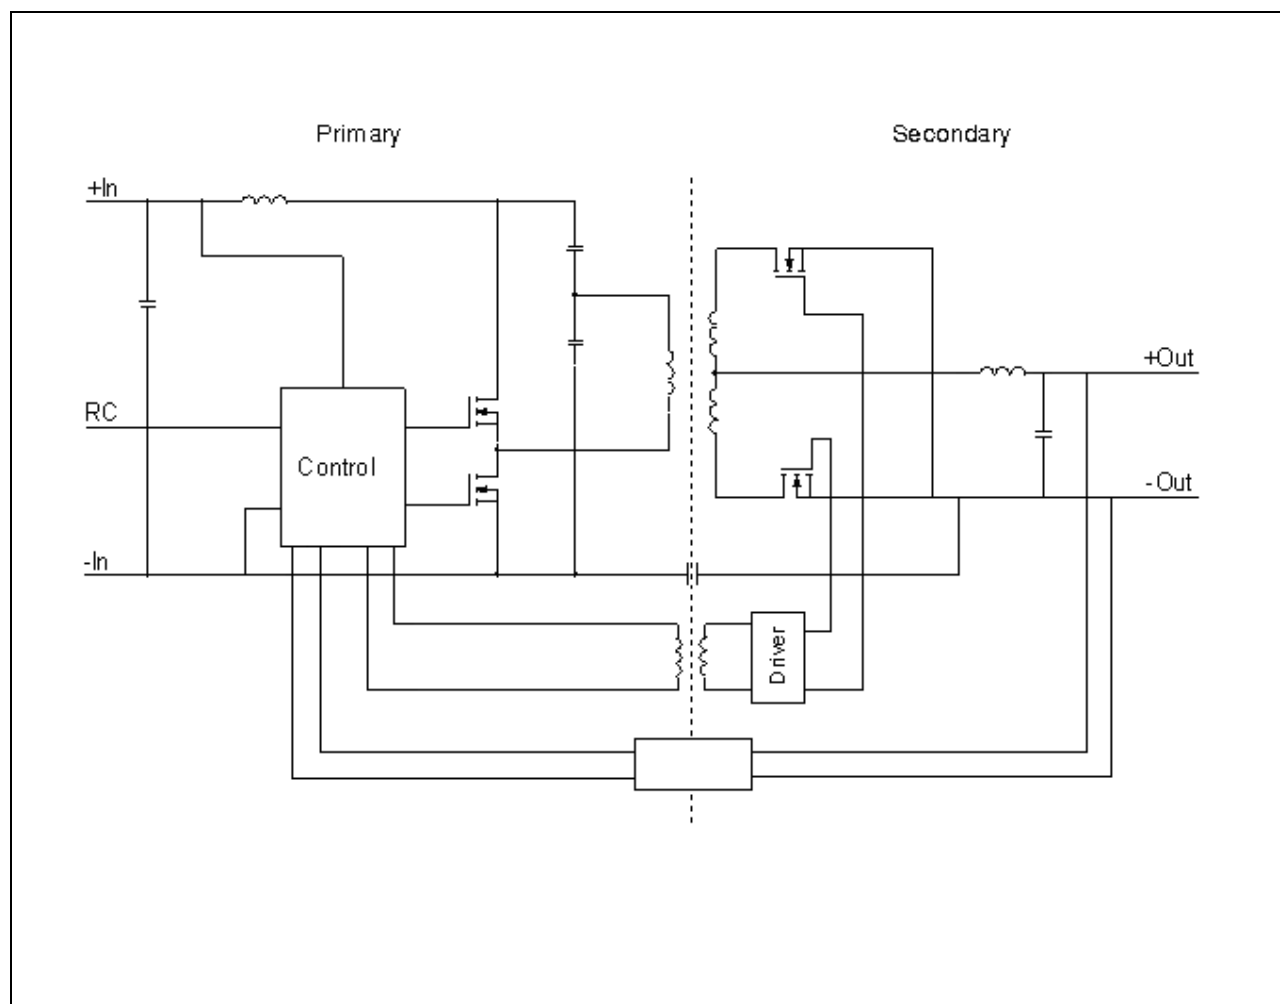 Primary
Secondary
+In
+Out
RC
Control
-Out
-In
Driver